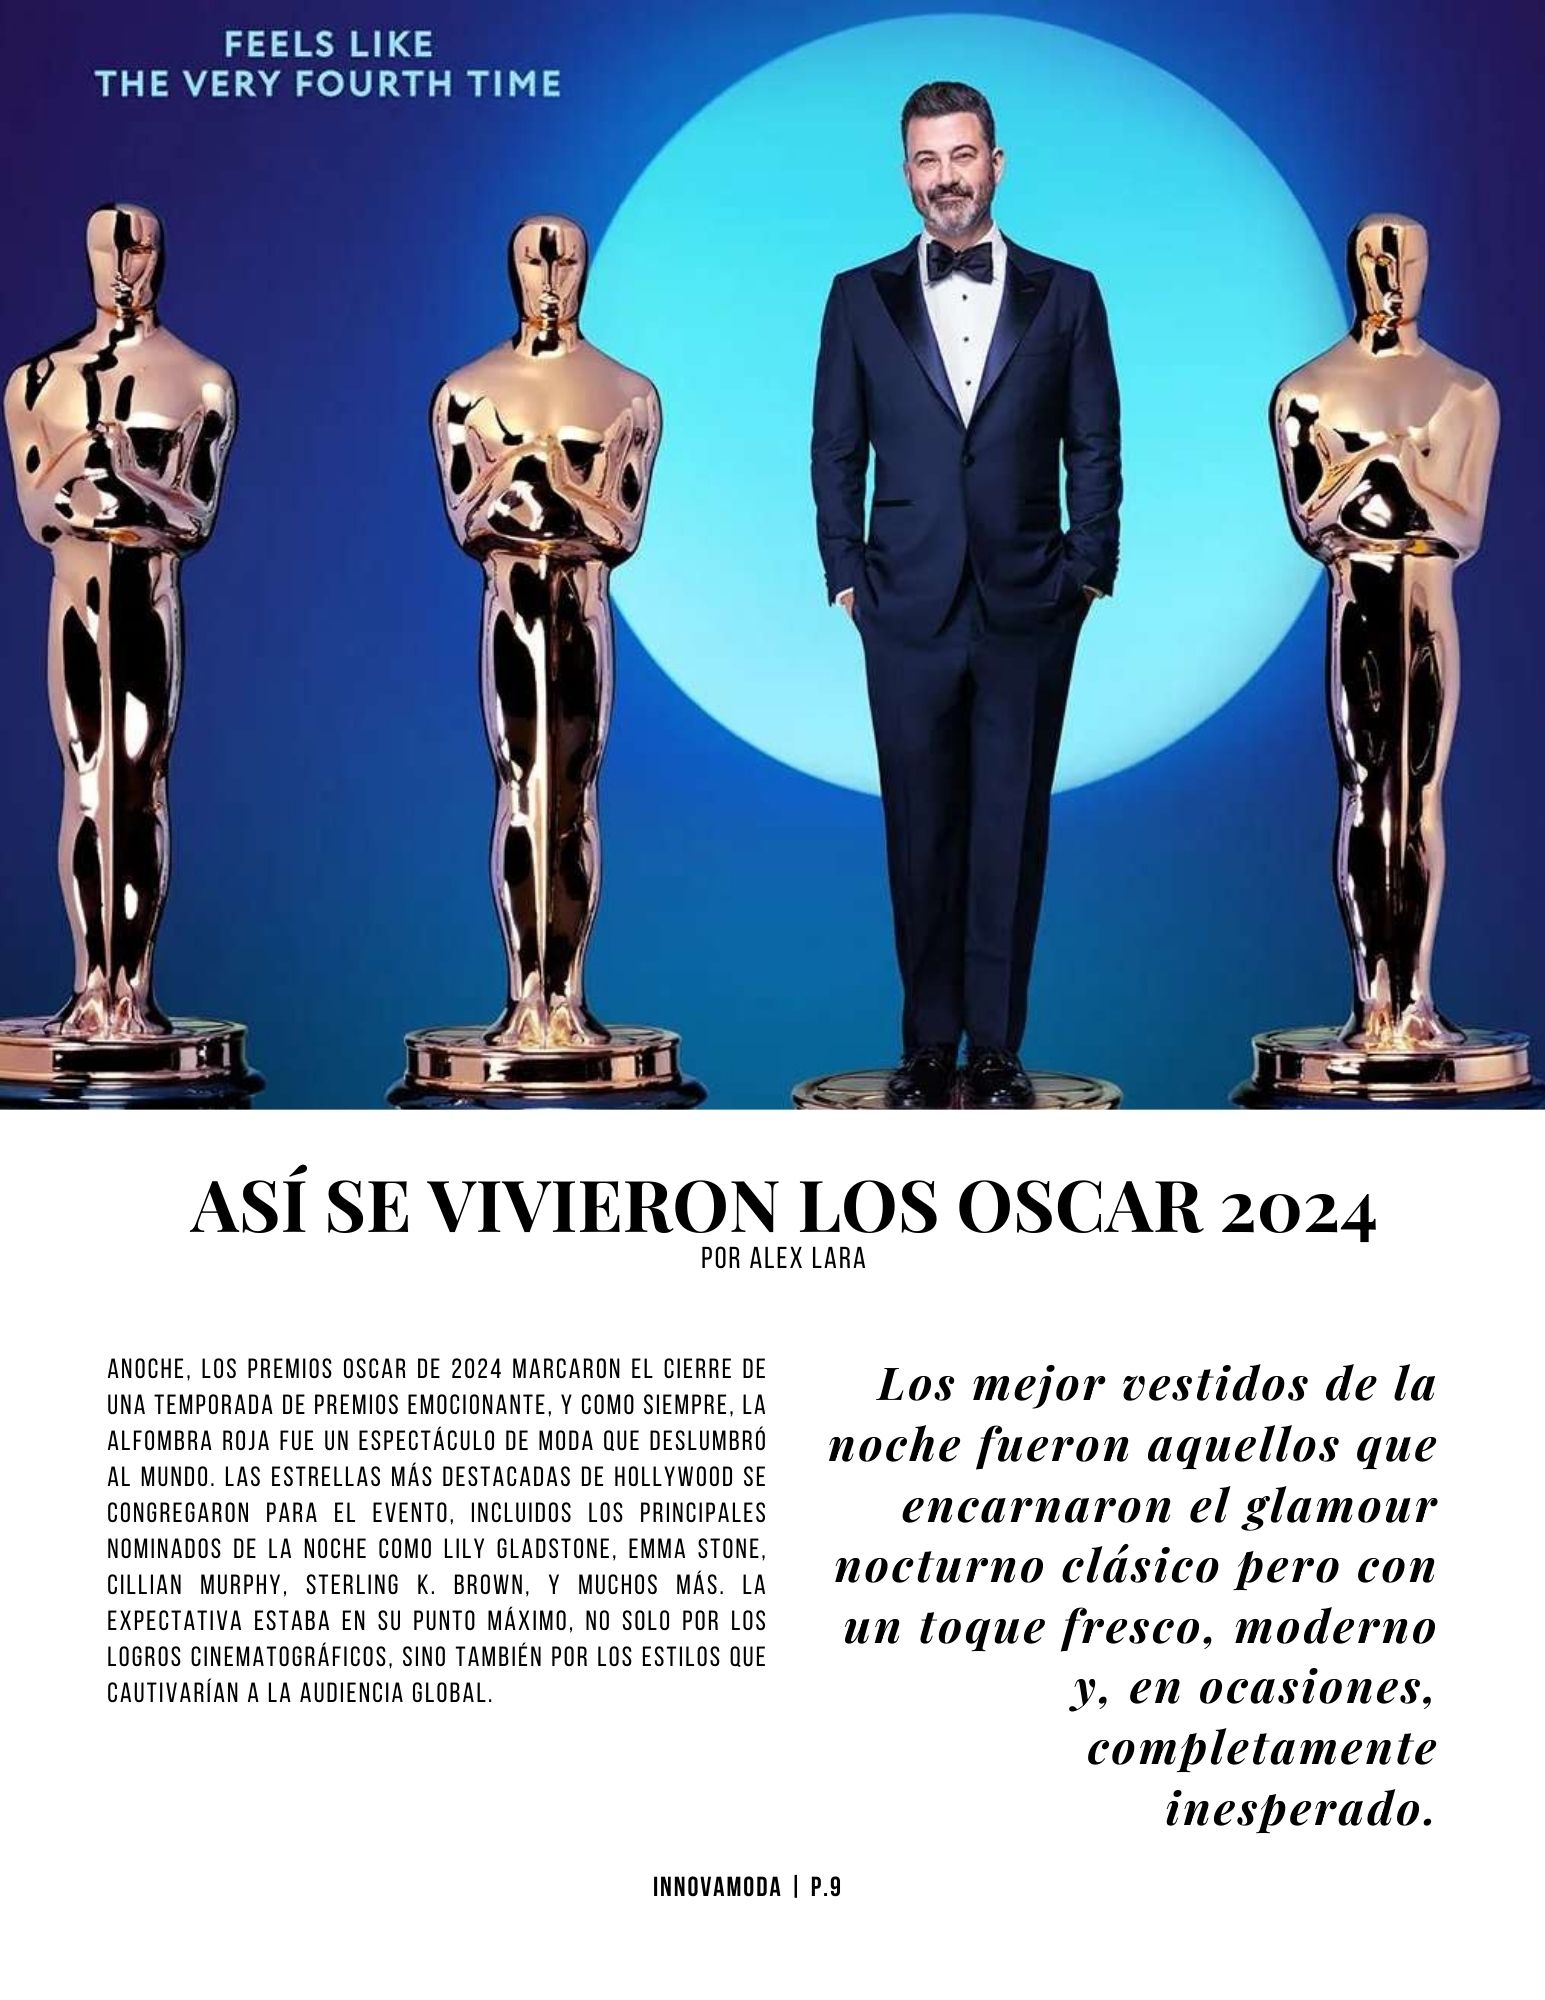 FEELS LIKE
THE VERY FOURTH TIME
ASÍ SE VIVIERON LOS OSCAR 2024
POR ALEX LARA
ANOCHE, LOS PREMIOS OSCAR DE 2024 MARCARON EL CIERRE DE
UNA TEMPORADA DE PREMIOS EMOCIONANTE, Y COMO SIEMPRE, LA
ALFOMBRA ROJA FUE UN ESPECTÁCULO DE MODA QUE DESLUMBRÓ
AL MUNDO. LAS ESTRELLAS MÁS DESTACADAS DE HOLLYWOOD SE
CONGREGARON PARA EL EVENTO, INCLUIDOS LOS PRINCIPALES
NOMINADOS DE LA NOCHE COMO LILY GLADSTONE, EMMA STONE,
CILLIAN MURPHY, STERLING K. BROWN, Y MUCHOS MÁS. LA
EXPECTATIVA ESTABA EN SU PUNTO MÁXIMO, NO SOLO POR LOS
LOGROS CINEMATOGRÁFICOS, SINO TAMBIÉN POR LOS ESTILOS QUE
CAUTIVARÍAN A LA AUDIENCIA GLOBAL.
Los mejor vestidos de la
noche fueron aquellos que
encarnaron el glamour
nocturno clásico pero con
un toque fresco, moderno
y, en ocasiones,
completamente
inesperado.
INNOVAMODA | P.9